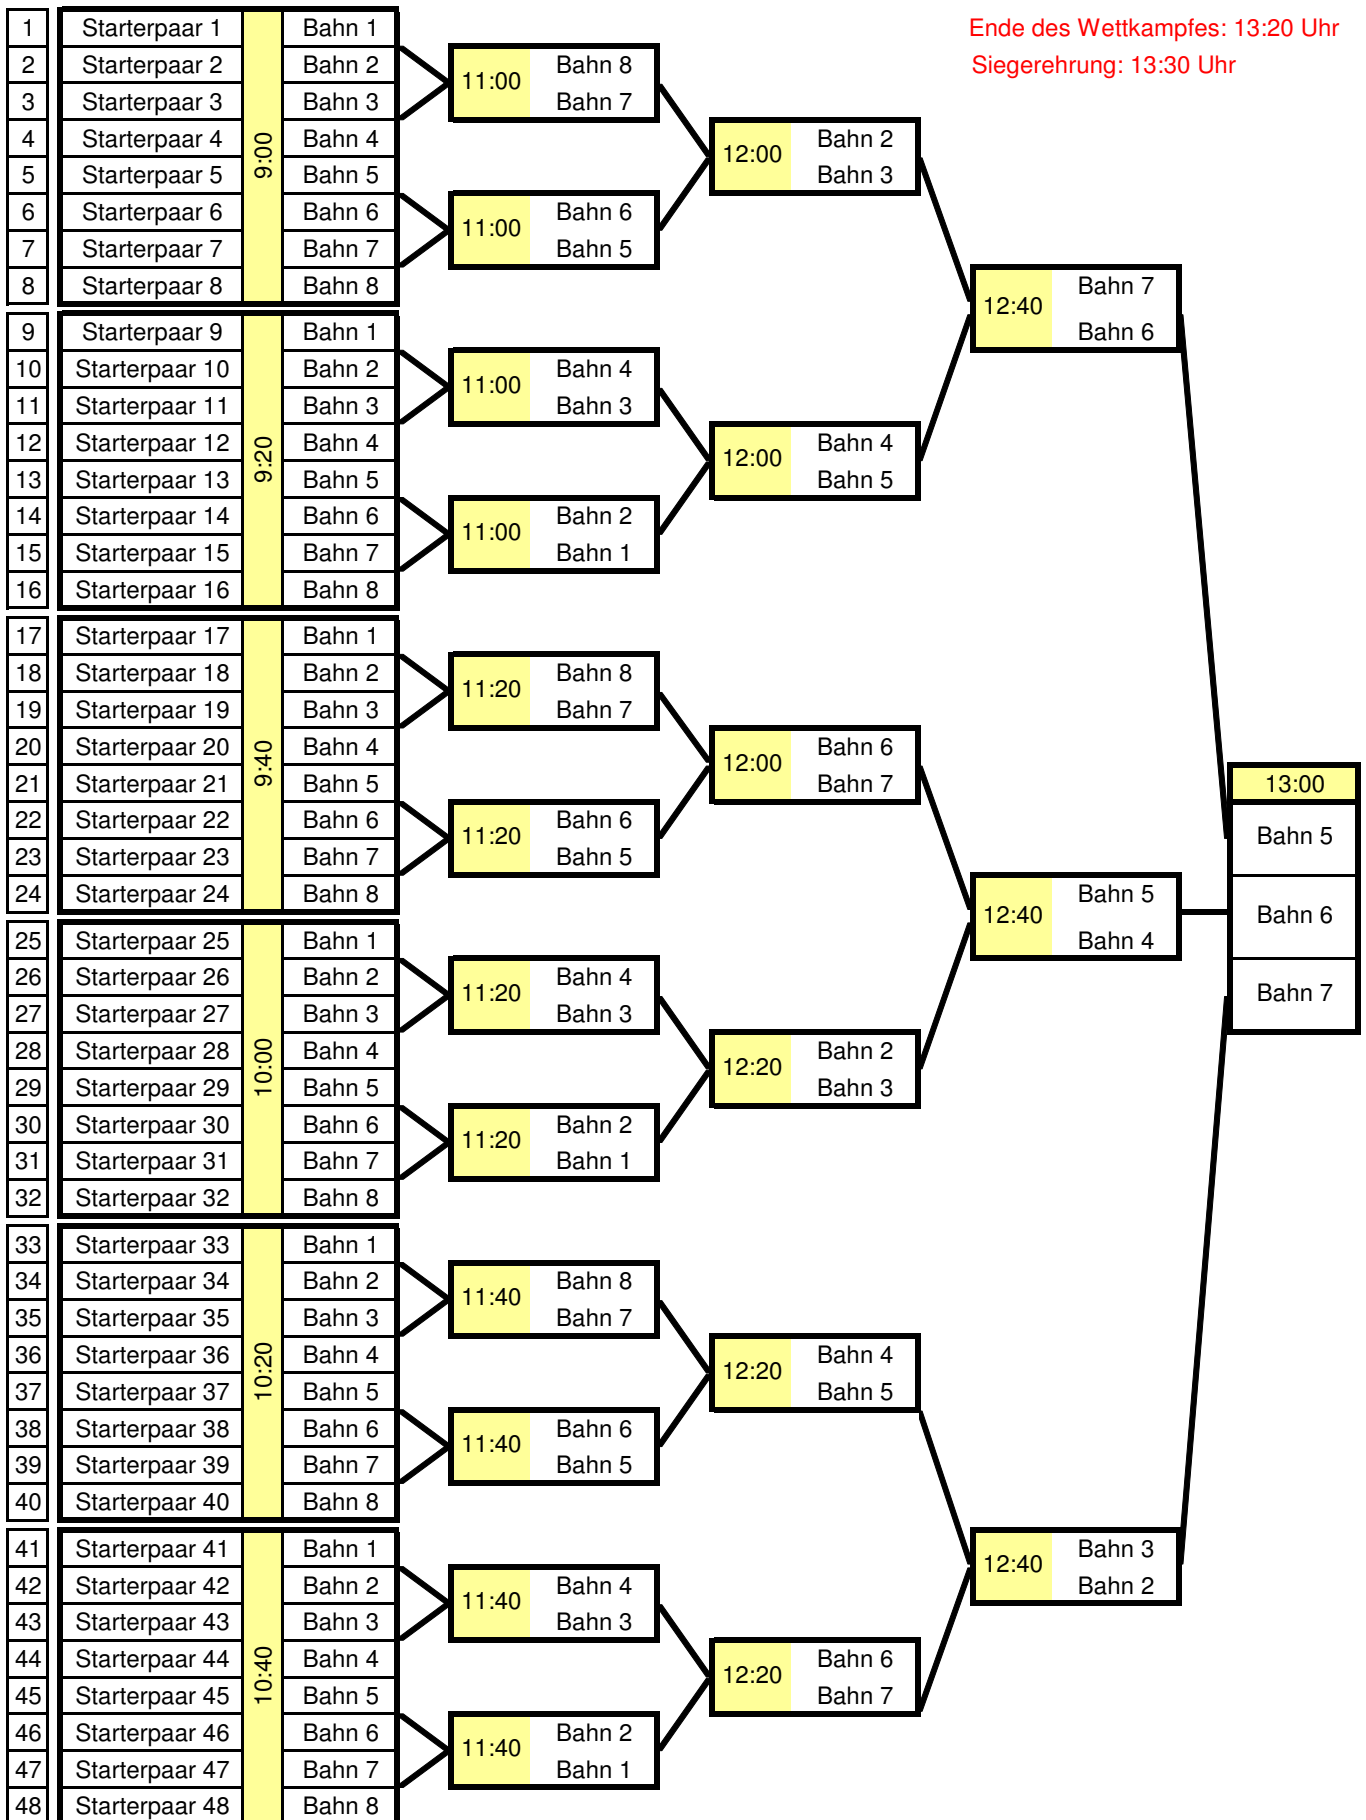 Ende des Wettkampfes: 13:20 Uhr
Siegerehrung: 13:30 Uhr
1 Starterpaar 1 Bahn 1
2 Starterpaar 2 Bahn 2
3 Starterpaar 3 Bahn 3
4 Starterpaar 4 Bahn 4
5 Starterpaar 5 Bahn 5
6 Starterpaar 6 Bahn 6
7 Starterpaar 7 Bahn 7
8 Starterpaar 8 Bahn 8
9:00
9 Starterpaar 9 Bahn 1
10 Starterpaar 10 Bahn 2
11 Starterpaar 11 Bahn 3
12 Starterpaar 12 Bahn 4
13 Starterpaar 13 Bahn 5
14 Starterpaar 14 Bahn 6
15 Starterpaar 15 Bahn 7
16 Starterpaar 16 Bahn 8
9:20
17 Starterpaar 17 Bahn 1
18 Starterpaar 18 Bahn 2
19 Starterpaar 19 Bahn 3
20 Starterpaar 20 Bahn 4
21 Starterpaar 21 Bahn 5
22 Starterpaar 22 Bahn 6
23 Starterpaar 23 Bahn 7
24 Starterpaar 24 Bahn 8
9:40
25 Starterpaar 25 Bahn 1
26 Starterpaar 26 Bahn 2
27 Starterpaar 27 Bahn 3
28 Starterpaar 28 Bahn 4
29 Starterpaar 29 Bahn 5
30 Starterpaar 30 Bahn 6
31 Starterpaar 31 Bahn 7
32 Starterpaar 32 Bahn 8
10:00
33 Starterpaar 33 Bahn 1
34 Starterpaar 34 Bahn 2
35 Starterpaar 35 Bahn 3
36 Starterpaar 36 Bahn 4
37 Starterpaar 37 Bahn 5
38 Starterpaar 38 Bahn 6
39 Starterpaar 39 Bahn 7
40 Starterpaar 40 Bahn 8
10:20
41 Starterpaar 41 Bahn 1
42 Starterpaar 42 Bahn 2
43 Starterpaar 43 Bahn 3
44 Starterpaar 44 Bahn 4
45 Starterpaar 45 Bahn 5
46 Starterpaar 46 Bahn 6
47 Starterpaar 47 Bahn 7
48 Starterpaar 48 Bahn 8
10:40
11:00
Bahn 8
Bahn 7
11:00
Bahn 6
Bahn 5
11:00
Bahn 4
Bahn 3
11:00
Bahn 2
Bahn 1
11:20
Bahn 8
Bahn 7
11:20
Bahn 6
Bahn 5
11:20
Bahn 4
Bahn 3
11:20
Bahn 2
Bahn 1
11:40
Bahn 8
Bahn 7
11:40
Bahn 6
Bahn 5
11:40
Bahn 4
Bahn 3
11:40
Bahn 2
Bahn 1
12:00
Bahn 2
Bahn 3
12:00
Bahn 4
Bahn 5
12:00
Bahn 6
Bahn 7
12:20
Bahn 2
Bahn 3
12:20
Bahn 4
Bahn 5
12:20
Bahn 6
Bahn 7
12:40
Bahn 7
Bahn 6
12:40
Bahn 5
Bahn 4
12:40
Bahn 3
Bahn 2
13:00
Bahn 5
Bahn 6
Bahn 7